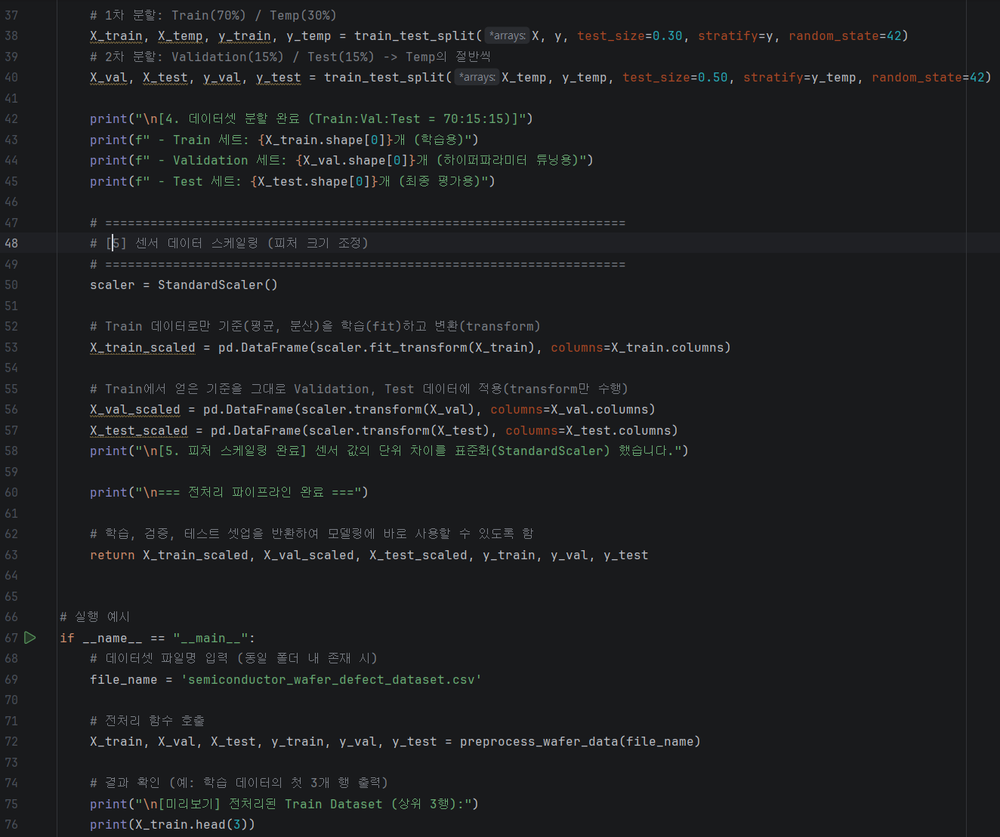 37 # 1차 분할: Train(70%) / Temp(30%)
38 X_train, X_temp, y_train, y_temp = train_test_split( *arrays: X, y, test_size=0.30, stratify=y, random_state=42)
39 # 2차 분할: Validation(15%) / Test(15%) -> Temp의 절반씩
40 X_val, X_test, y_val, y_test = train_test_split( *arrays: X_temp, y_temp, test_size=0.50, stratify=y_temp, random_state=42)
41
42 print("\n[4. 데이터셋 분할 완료 (Train:Val:Test = 70:15:15)]")
43 print(f" - Train 세트: {X_train.shape[0]}개 (학습용)")
44 print(f" - Validation 세트: {X_val.shape[0]}개 (하이퍼파라미터 튜닝용)")
45 print(f" - Test 세트: {X_test.shape[0]}개 (최종 평가용)")
46
47 # =====================================================================
48 # [5] 센서 데이터 스케일링 (피처 크기 조정)
49 # =====================================================================
50 scaler = StandardScaler()
51
52 # Train 데이터로만 기준(평균, 분산)을 학습(fit)하고 변환(transform)
53 X_train_scaled = pd.DataFrame(scaler.fit_transform(X_train), columns=X_train.columns)
54
55 # Train에서 얻은 기준을 그대로 Validation, Test 데이터에 적용(transform만 수행)
56 X_val_scaled = pd.DataFrame(scaler.transform(X_val), columns=X_val.columns)
57 X_test_scaled = pd.DataFrame(scaler.transform(X_test), columns=X_test.columns)
58 print("\n[5. 피처 스케일링 완료] 센서 값의 단위 차이를 표준화(StandardScaler) 했습니다.")
59
60 print("\n=== 전처리 파이프라인 완료 ===")
61
62 # 학습, 검증, 테스트 셋업을 반환하여 모델링에 바로 사용할 수 있도록 함
63 return X_train_scaled, X_val_scaled, X_test_scaled, y_train, y_val, y_test
64
65
66 # 실행 예시
67 if __name__ == "__main__":
68 # 데이터셋 파일명 입력 (동일 폴더 내 존재 시)
69 file_name = 'semiconductor_wafer_defect_dataset.csv'
70
71 # 전처리 함수 호출
72 X_train, X_val, X_test, y_train, y_val, y_test = preprocess_wafer_data(file_name)
73
74 # 결과 확인 (예: 학습 데이터의 첫 3개 행 출력)
75 print("\n[미리보기] 전처리된 Train Dataset (상위 3행):")
76 print(X_train.head(3))